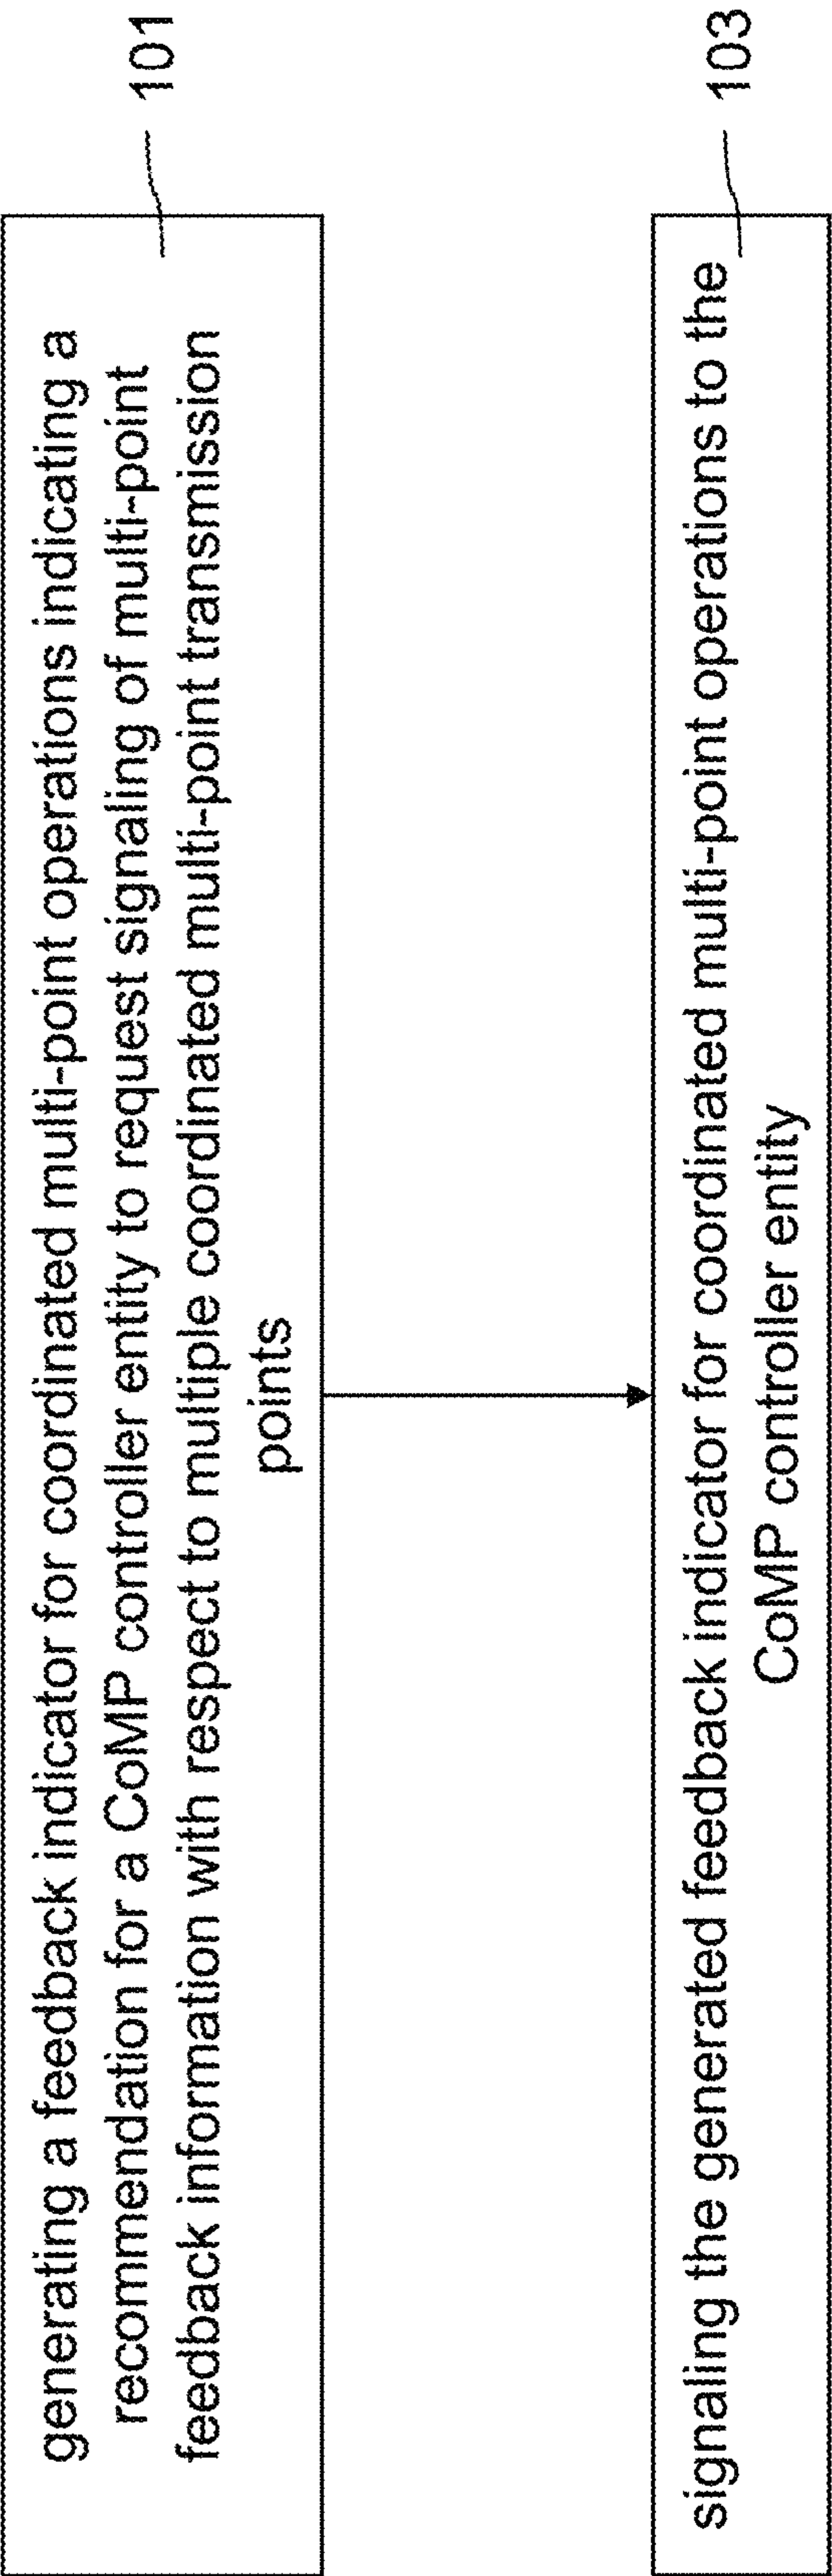 generating a feedback indicator for coordinated multi-point operations indicating a
recommendation for a CoMP controller entity to request signaling of multi-point
feedback information with respect to multiple coordinated multi-point transmission
points
101
signaling the generated feedback indicator for coordinated multi-point operations to the
CoMP controller entity
103